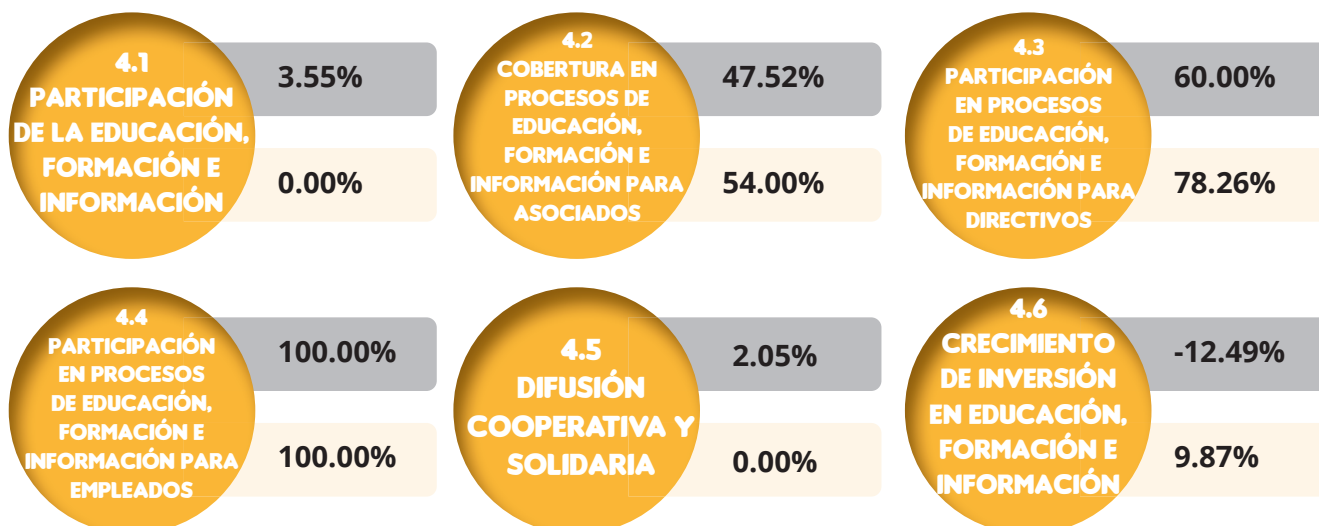 4.1
PARTICIPACIÓN
DE LA EDUCACIÓN,
FORMACIÓN E
INFORMACIÓN
3.55%
0.00%
4.2
COBERTURA EN
PROCESOS DE
EDUCACIÓN,
FORMACIÓN E
INFORMACIÓN PARA
ASOCIADOS
47.52%
54.00%
4.3
PARTICIPACIÓN
EN PROCESOS
DE EDUCACIÓN,
FORMACIÓN E
INFORMACIÓN PARA
DIRECTIVOS
60.00%
78.26%
4.4
PARTICIPACIÓN
EN PROCESOS
DE EDUCACIÓN,
FORMACIÓN E
INFORMACIÓN PARA
EMPLEADOS
100.00%
100.00%
4.5
DIFUSIÓN
COOPERATIVA Y
SOLIDARIA
2.05%
0.00%
4.6
CRECIMIENTO
DE INVERSIÓN
EN EDUCACIÓN,
FORMACIÓN E
INFORMACIÓN
-12.49%
9.87%